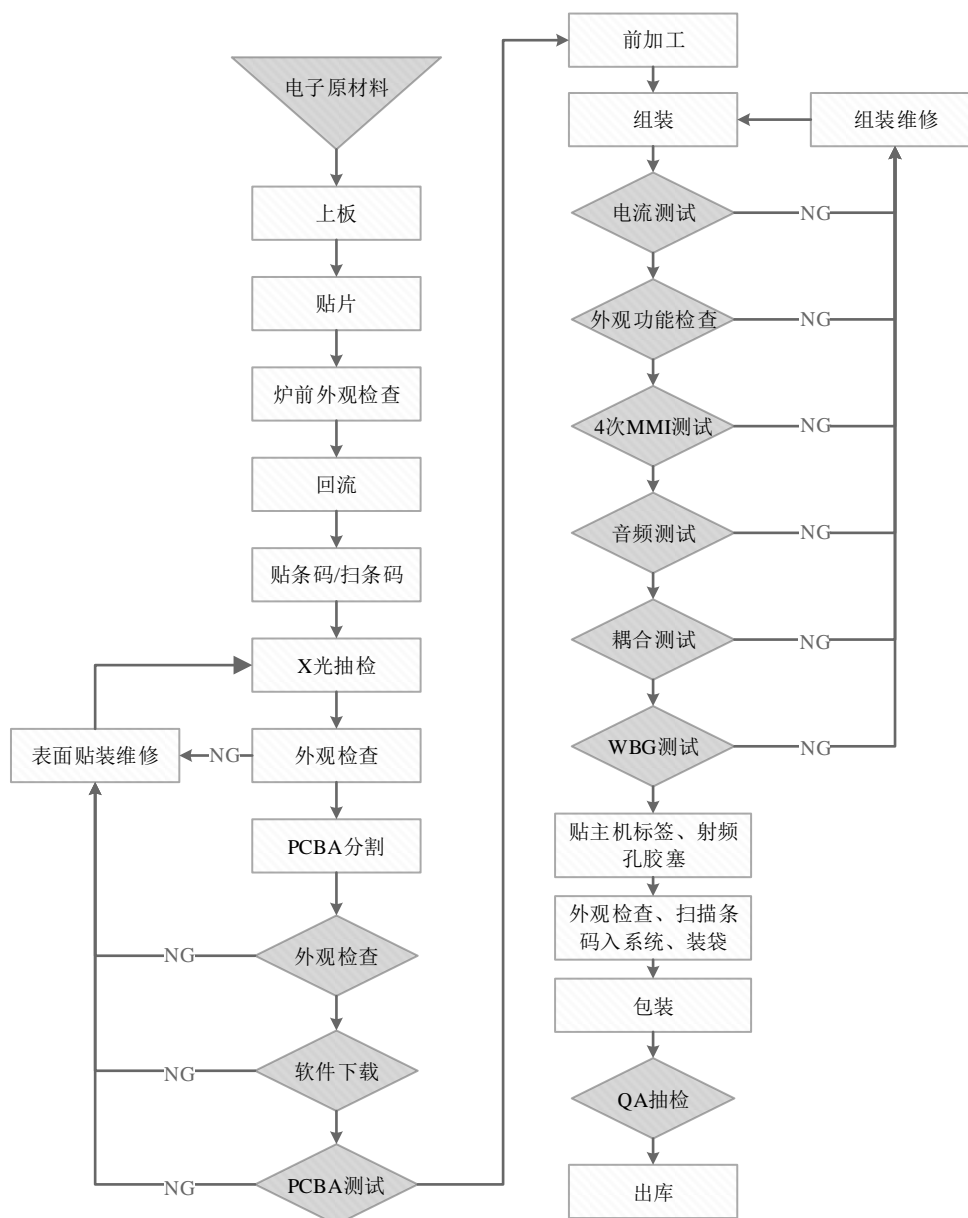 电子原材料
上板
贴片
炉前外观检查
回流
贴条码/扫条码
X光抽检
表面贴装维修
NG
外观检查
PCBA分割
NG
外观检查
NG
软件下载
NG
PCBA测试
前加工
组装
组装维修
电流测试
NG
外观功能检查
NG
4次MMI测试
NG
音频测试
NG
耦合测试
NG
WBG测试
NG
贴主机标签、射频
孔胶塞
外观检查、扫描条
码入系统、装袋
包装
QA抽检
出库